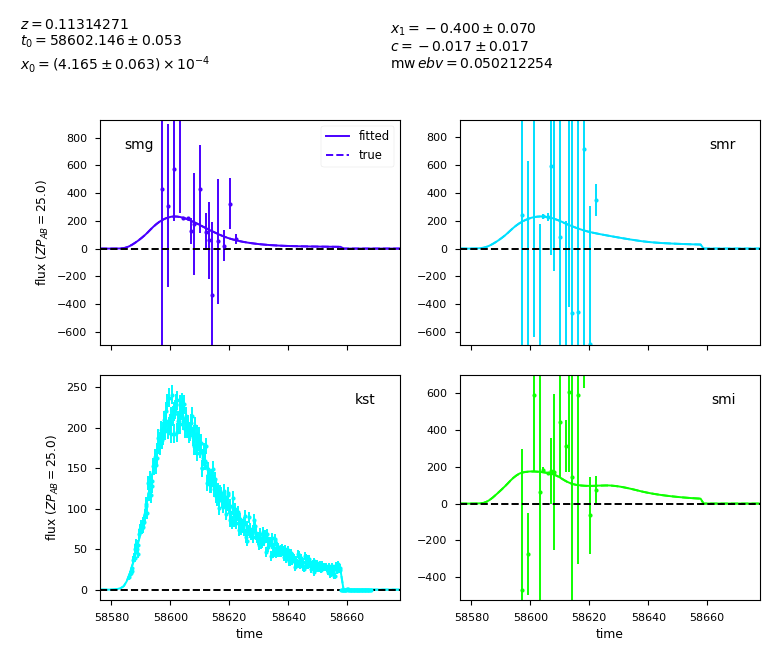 z = 0.11314271
t₀ = 58602.146 ± 0.053
x₀ = (4.165 ± 0.063) × 10⁻⁴
x₁ = −0.400 ± 0.070
c = −0.017 ± 0.017
mw ebv = 0.050212254
smg
fitted
true
800
600
400
200
0
−200
−400
−600
flux (ZP_AB = 25.0)
smr
800
600
400
200
0
−200
−400
−600
kst
250
200
150
100
50
0
flux (ZP_AB = 25.0)
58580 58600 58620 58640 58660
time
smi
600
400
200
0
−200
−400
58580 58600 58620 58640 58660
time